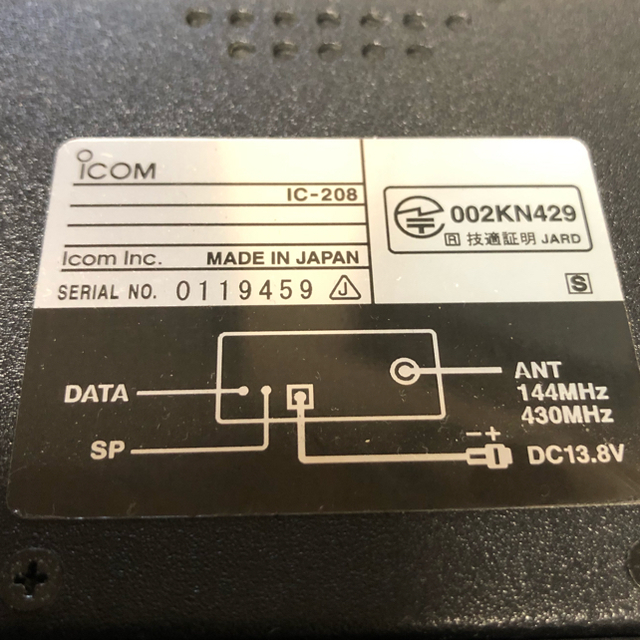 ICOM
IC-208
Icom Inc. MADE IN JAPAN
SERIAL NO. 0119459 J
002KN429
R 技適証明 JARD
S
DATA
SP
ANT
144MHz
430MHz
- +
DC13.8V